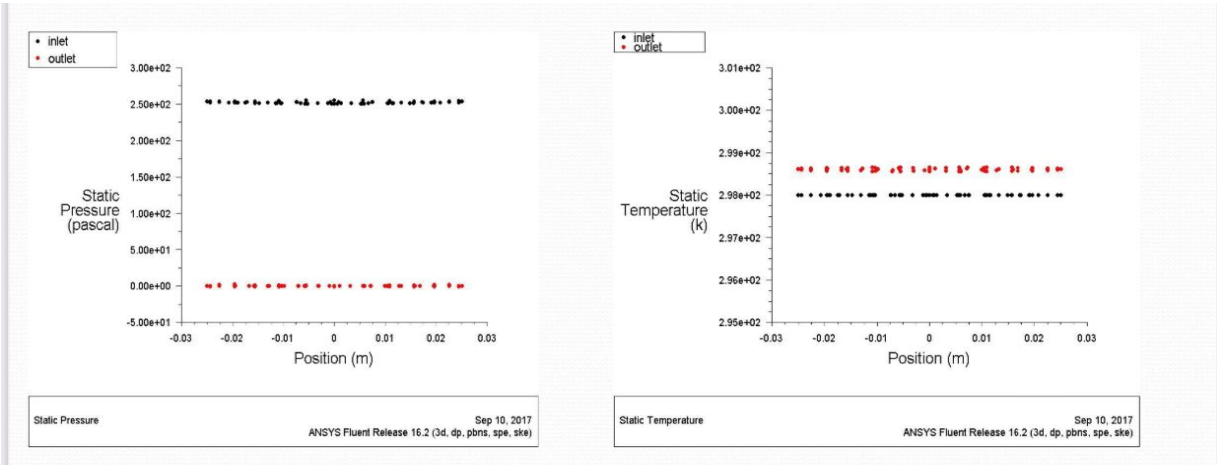 inlet
outlet
3.00e+02
2.50e+02
2.00e+02
1.50e+02
1.00e+02
5.00e+01
0.00e+00
-5.00e+01
Static
Pressure
(pascal)
-0.03 -0.02 -0.01 0 0.01 0.02 0.03
Position (m)
Static Pressure
Sep 10, 2017
ANSYS Fluent Release 16.2 (3d, dp, pbns, spe, ske)
inlet
outlet
3.01e+02
3.00e+02
2.99e+02
2.98e+02
2.97e+02
2.96e+02
2.95e+02
Static
Temperature
(k)
-0.03 -0.02 -0.01 0 0.01 0.02 0.03
Position (m)
Static Temperature
Sep 10, 2017
ANSYS Fluent Release 16.2 (3d, dp, pbns, spe, ske)